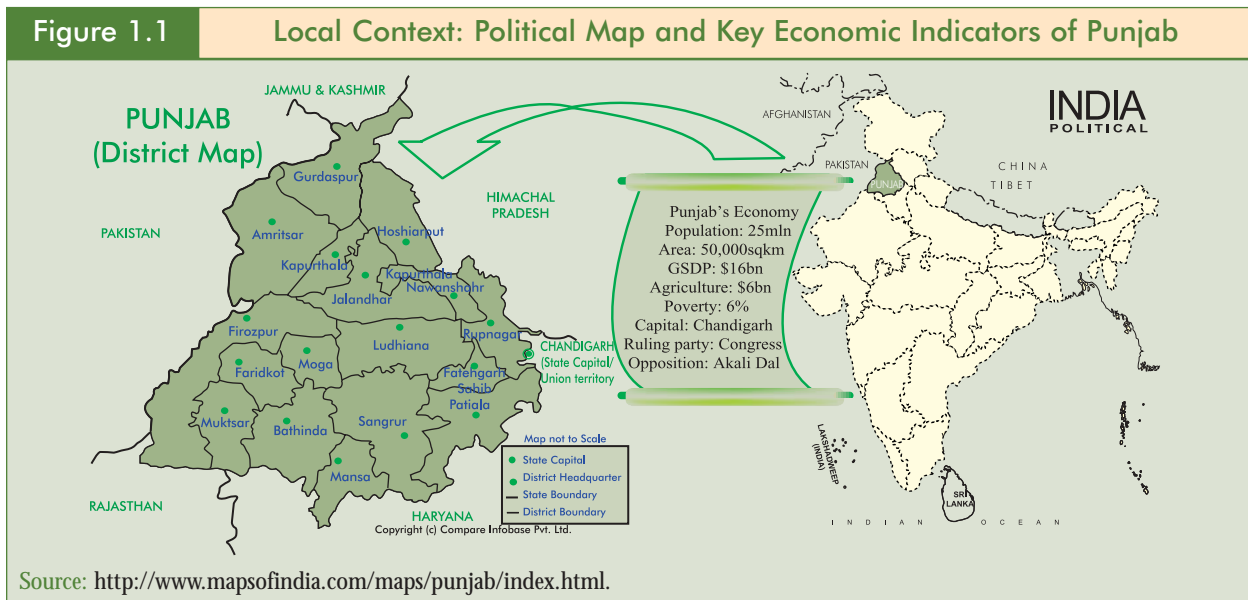 Figure 1.1
Local Context: Political Map and Key Economic Indicators of Punjab
PUNJAB
(District Map)
JAMMU & KASHMIR
HIMACHAL
PRADESH
PAKISTAN
Gurdaspur
Amritsar
Hoshiarput
Kapurthala
Kapurthala
Nawanshahr
Jalandhar
Firozpur
Ludhiana
Rupnagar
CHANDIGARH
(State Capital/
Union territory
Moga
Faridkot
Fatehgarh
Sahib
Patiala
Muktsar
Bathinda
Sangrur
Mansa
RAJASTHAN
HARYANA
Map not to Scale
State Capital
District Headquarter
State Boundary
District Boundary
Copyright (c) Compare Infobase Pvt. Ltd.
Punjab's Economy
Population: 25mln
Area: 50,000sqkm
GSDP: $16bn
Agriculture: $6bn
Poverty: 6%
Capital: Chandigarh
Ruling party: Congress
Opposition: Akali Dal
INDIA
POLITICAL
AFGHANISTAN
PAKISTAN
PUNJAB
CHINA
TIBET
LAKSHADWEEP
(INDIA)
SRI
LANKA
INDIAN OCEAN
Source: http://www.mapsofindia.com/maps/punjab/index.html.